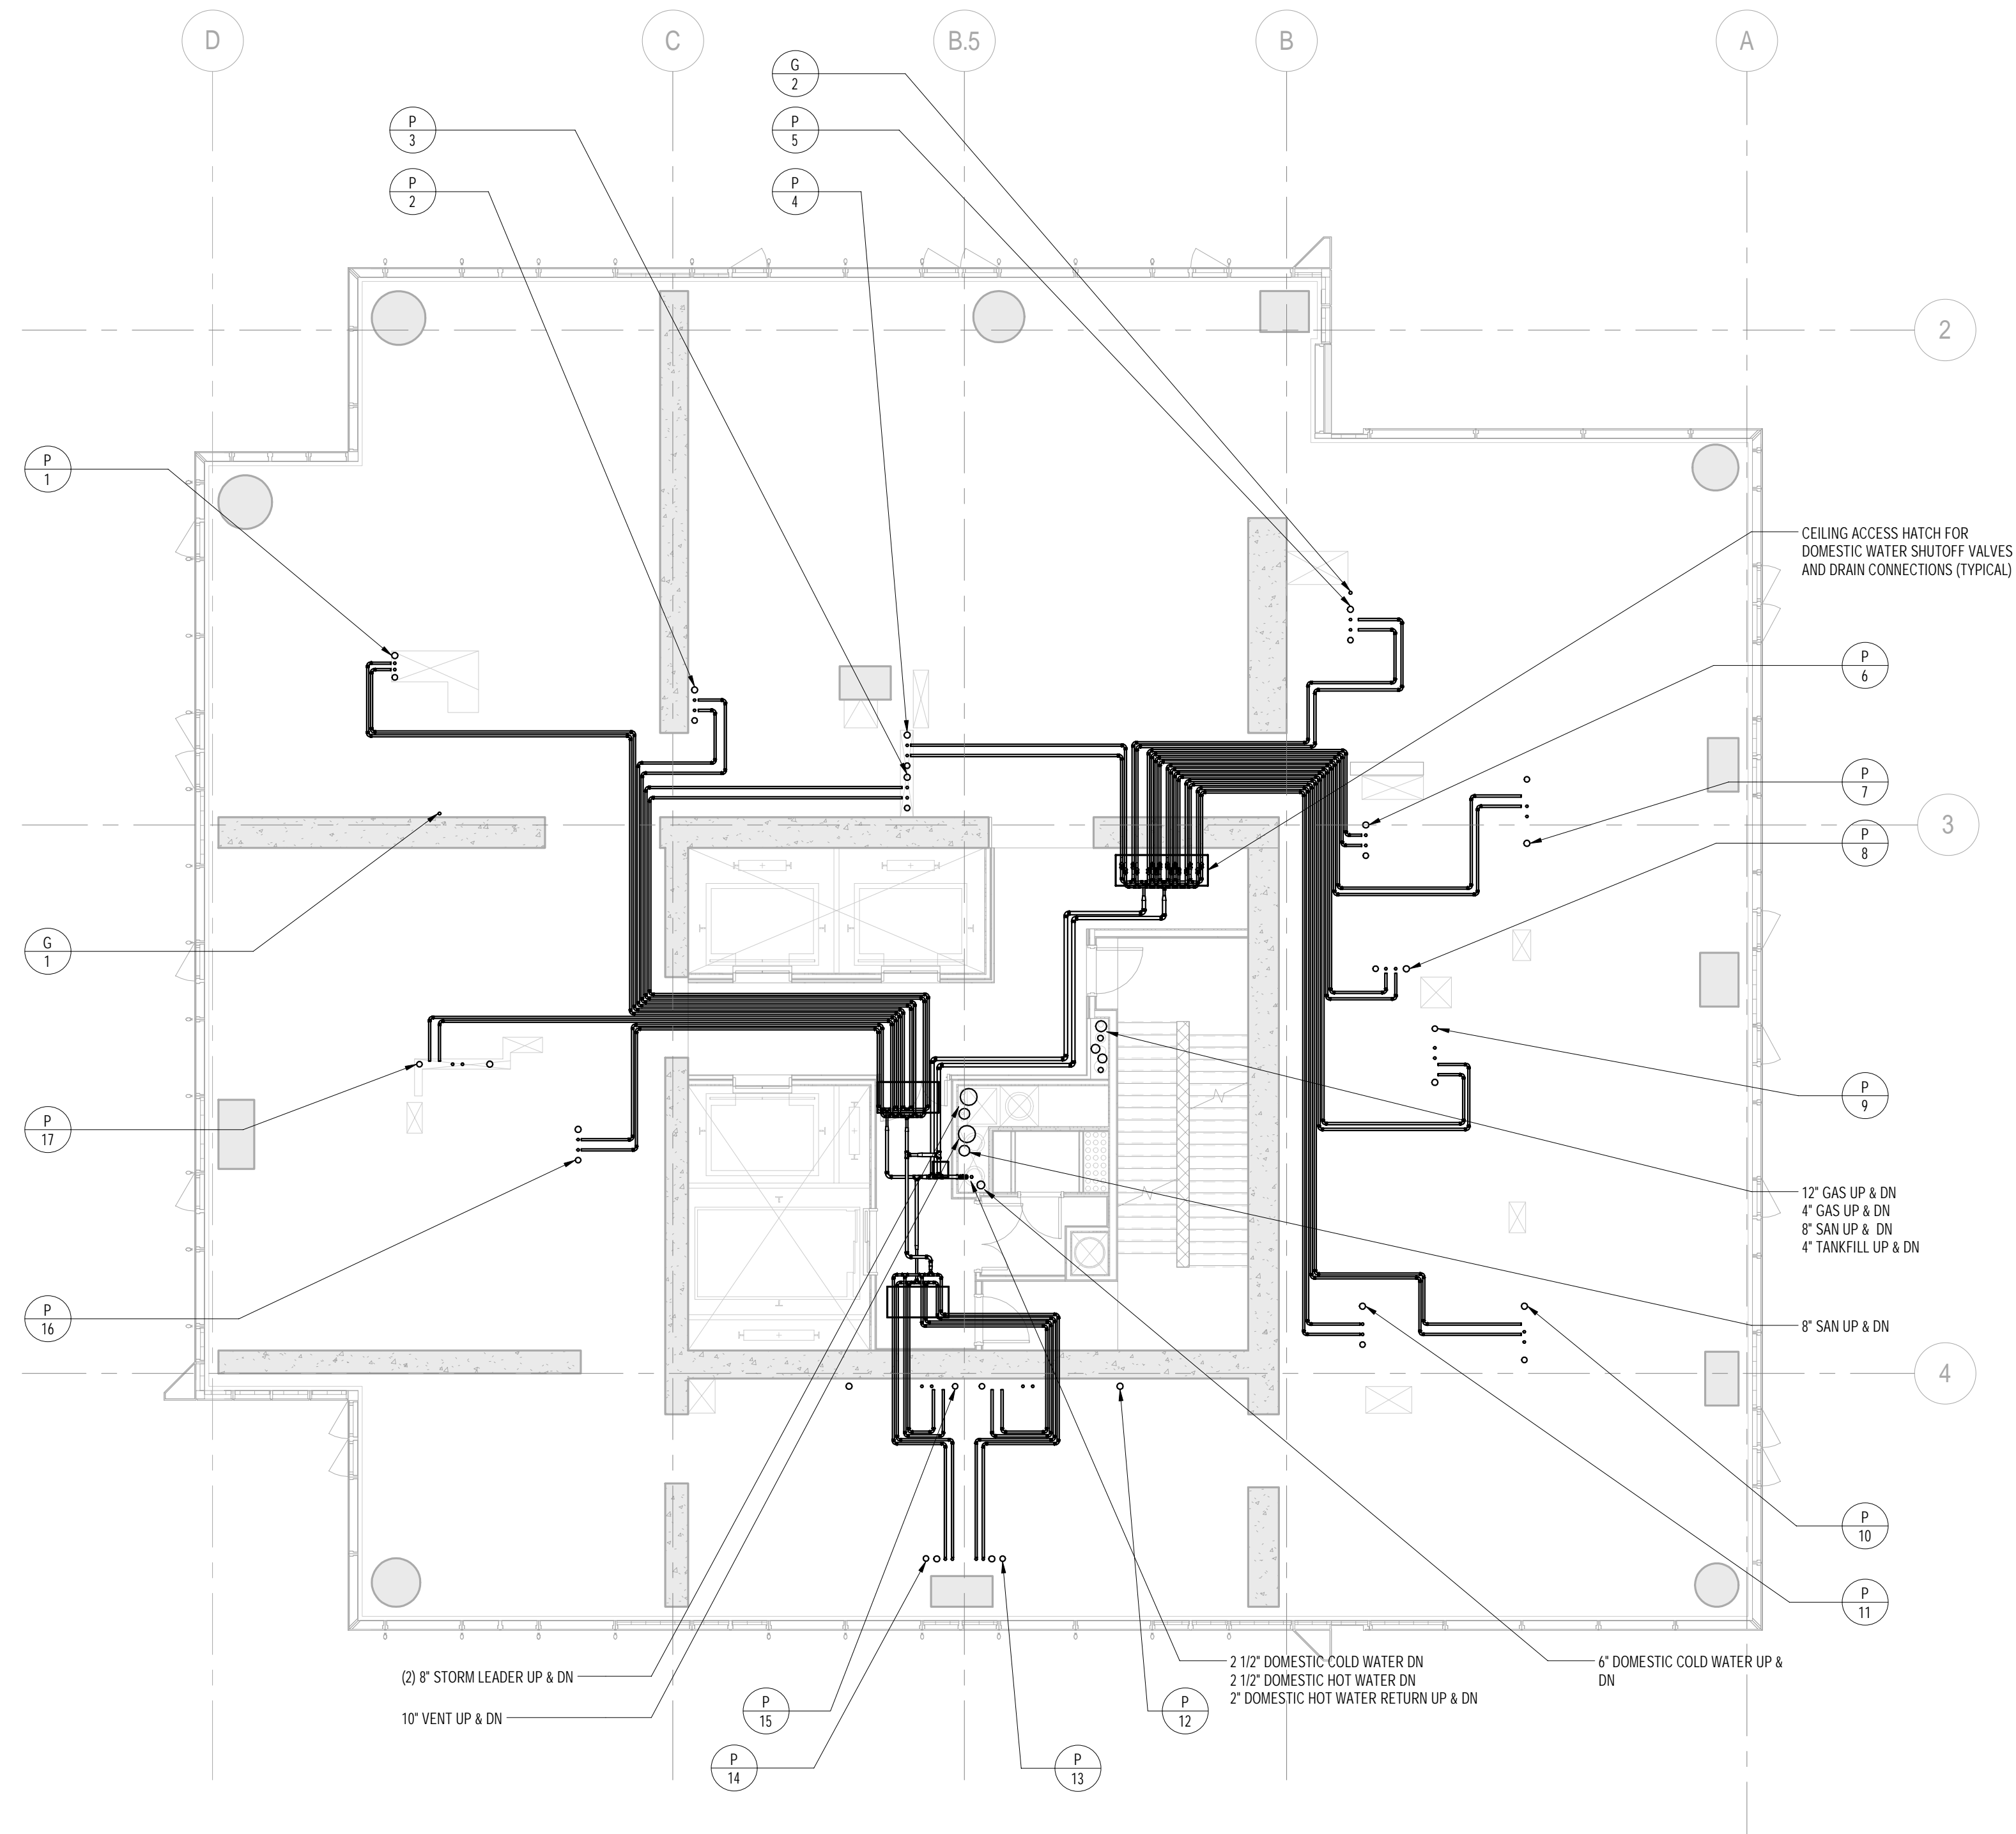 D
C
B.5
B
A
G
2
P
3
P
5
P
2
P
4
2
P
1
CEILING ACCESS HATCH FOR
DOMESTIC WATER SHUTOFF VALVES
AND DRAIN CONNECTIONS (TYPICAL)
P
6
P
7
3
P
8
G
1
P
9
P
17
12" GAS UP & DN
4" GAS UP & DN
8" SAN UP & DN
4" TANKFILL UP & DN
P
16
8" SAN UP & DN
4
P
10
P
11
(2) 8" STORM LEADER UP & DN
10" VENT UP & DN
2 1/2" DOMESTIC COLD WATER DN
2 1/2" DOMESTIC HOT WATER DN
2" DOMESTIC HOT WATER RETURN UP & DN
6" DOMESTIC COLD WATER UP &
DN
P
15
P
12
P
14
P
13